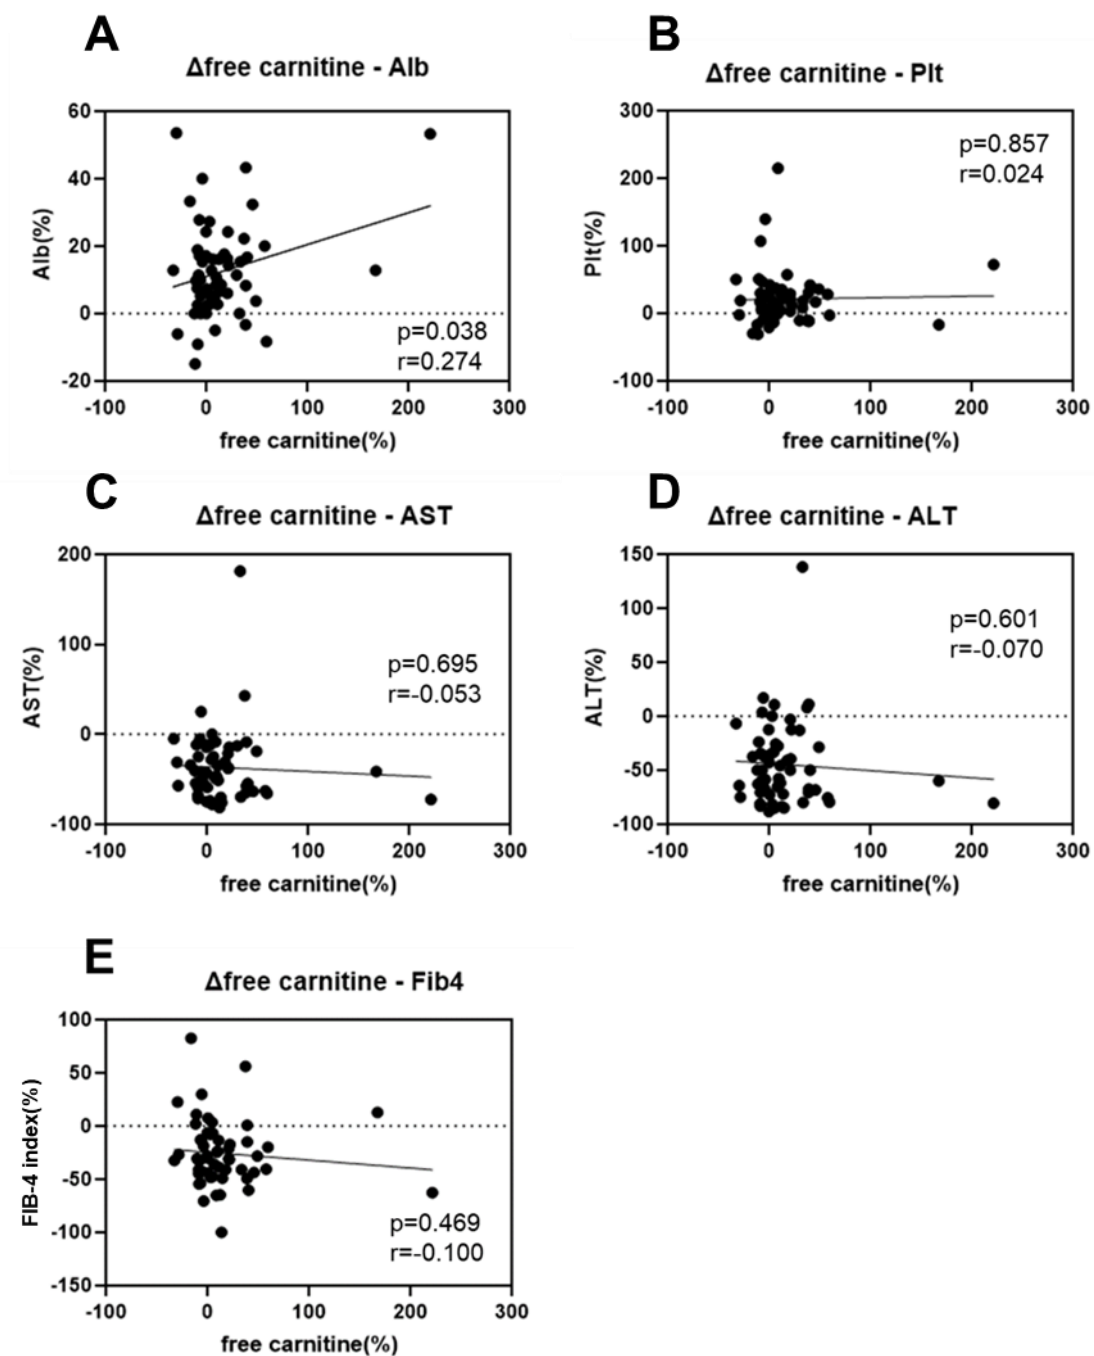 A
Δfree carnitine - Alb
60
40
20
0
-20
Alb(%)
p=0.038
r=0.274
-100 0 100 200 300
free carnitine(%)
B
Δfree carnitine - Plt
300
200
100
0
-100
Plt(%)
p=0.857
r=0.024
-100 0 100 200 300
free carnitine(%)
C
Δfree carnitine - AST
200
100
0
-100
AST(%)
p=0.695
r=-0.053
-100 0 100 200 300
free carnitine(%)
D
Δfree carnitine - ALT
150
100
50
0
-50
-100
ALT(%)
p=0.601
r=-0.070
-100 0 100 200 300
free carnitine(%)
E
Δfree carnitine - Fib4
100
50
0
-50
-100
-150
FIB-4 index(%)
p=0.469
r=-0.100
-100 0 100 200 300
free carnitine(%)